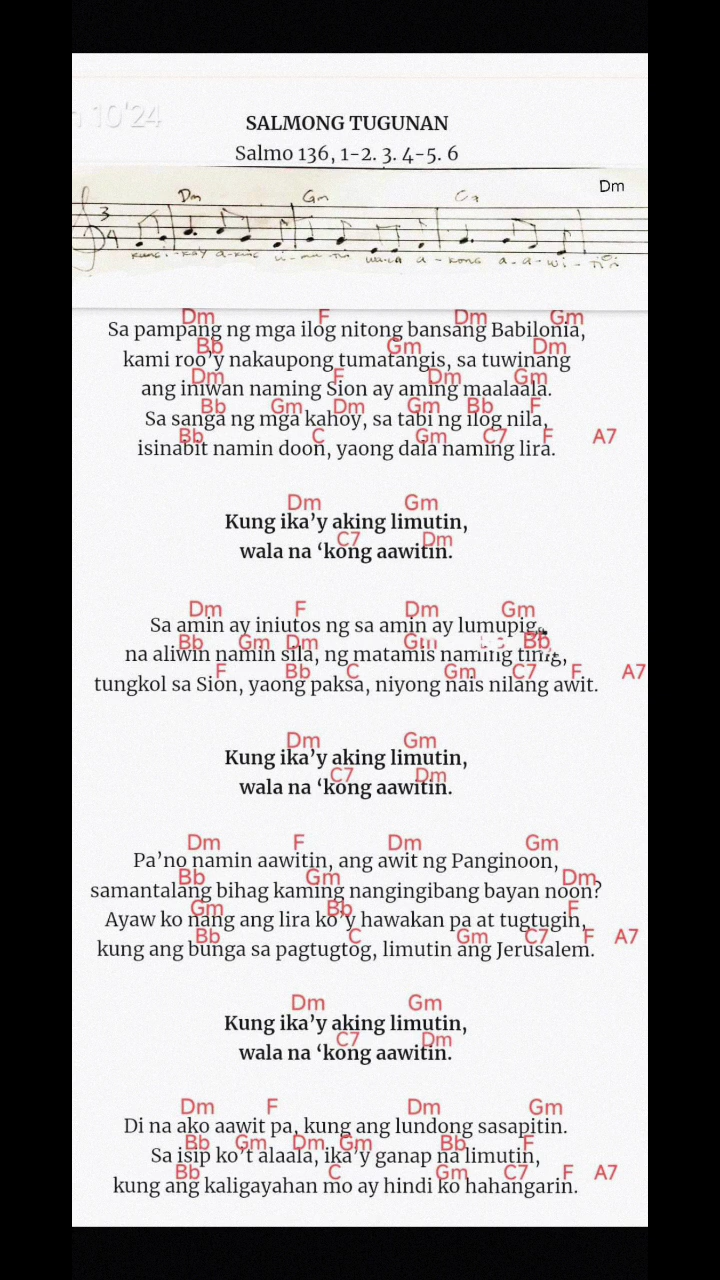 10'24
SALMONG TUGUNAN
Salmo 136, 1-2. 3. 4-5. 6
Dm
Dm Gm
3
4
a-king wa-la a - kong a-a-wi-tin
Dm F Dm Gm
Sa pampang ng mga ilog nitong bansang Babilonia,
Bb Gm Dm
kami roo’y nakaupong tumatangis, sa tuwinang
Dm F Dm Gm
ang iniwan naming Sion ay aming maalaala.
Bb Gm Dm Gm Bb F
Sa sanga ng mga kahoy, sa tabi ng ilog nila,
Bb C Gm C7 F A7
isinabit namin doon, yaong dala naming lira.
Dm Gm
Kung ika’y aking limutin,
C7 Dm
wala na ‘kong aawitin.
Dm F Dm Gm
Sa amin ay iniutos ng sa amin ay lumupig,
Bb Gm Dm Gm Bb
na aliwin namin sila, ng matamis naming tinig,
F Bb C Gm C7 F A7
tungkol sa Sion, yaong paksa, niyong nais nilang awit.
Dm Gm
Kung ika’y aking limutin,
C7 Dm
wala na ‘kong aawitin.
Dm F Dm Gm
Pa’no namin aawitin, ang awit ng Panginoon,
Bb Gm Dm
samantalang bihag kaming nangingibang bayan noon?
Gm Bb F
Ayaw ko nang ang lira ko’y hawakan pa at tugtugin,
Bb C Gm C7 F A7
kung ang bunga sa pagtugtog, limutin ang Jerusalem.
Dm Gm
Kung ika’y aking limutin,
C7 Dm
wala na ‘kong aawitin.
Dm F Dm Gm
Di na ako aawit pa, kung ang lundong sasapitin.
Bb Gm Dm Gm Bb F
Sa isip ko’t alaala, ika’y ganap na limutin,
Bb C Gm C7 F A7
kung ang kaligayahan mo ay hindi ko hahangarin.